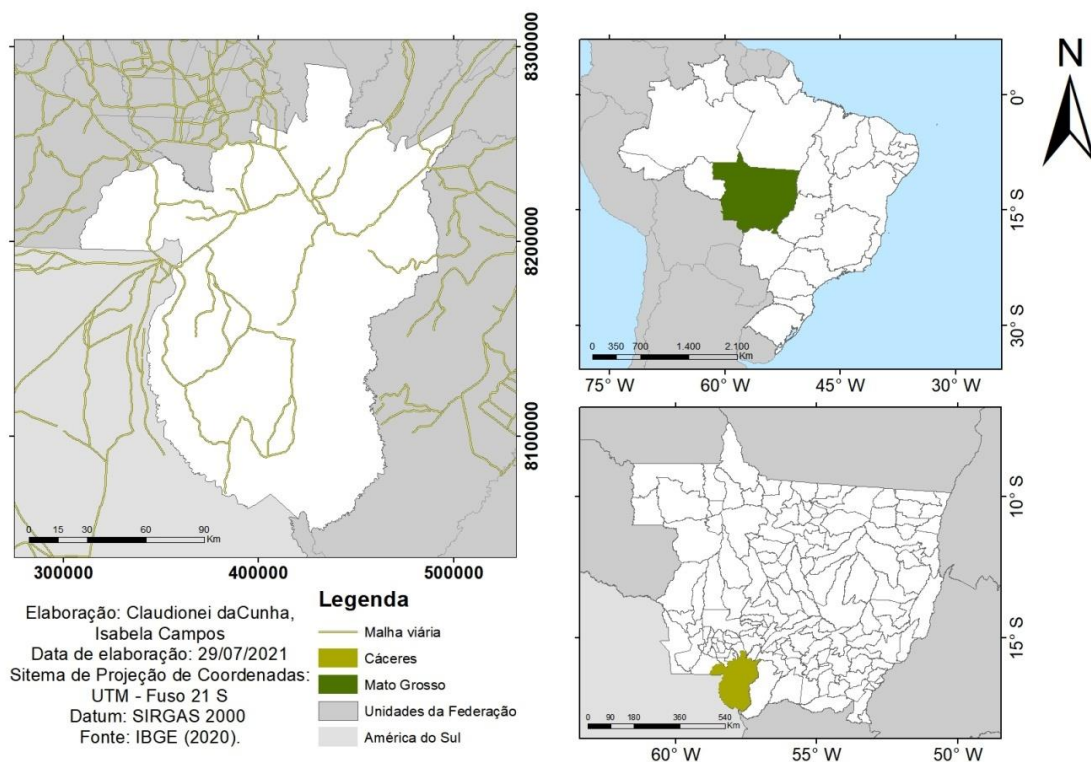 8300000
8200000
8100000
0 15 30 60 90
Km
300000 400000 500000
Elaboração: Claudionei daCunha,
Isabela Campos
Data de elaboração: 29/07/2021
Sitema de Projeção de Coordenadas:
UTM - Fuso 21 S
Datum: SIRGAS 2000
Fonte: IBGE (2020).
Legenda
Malha viária
Cáceres
Mato Grosso
Unidades da Federação
América do Sul
N
0°
15° S
30° S
0 350 700 1.400 2.100
Km
75° W 60° W 45° W 30° W
10° S
15° S
0 90 180 360 540
Km
60° W 55° W 50° W